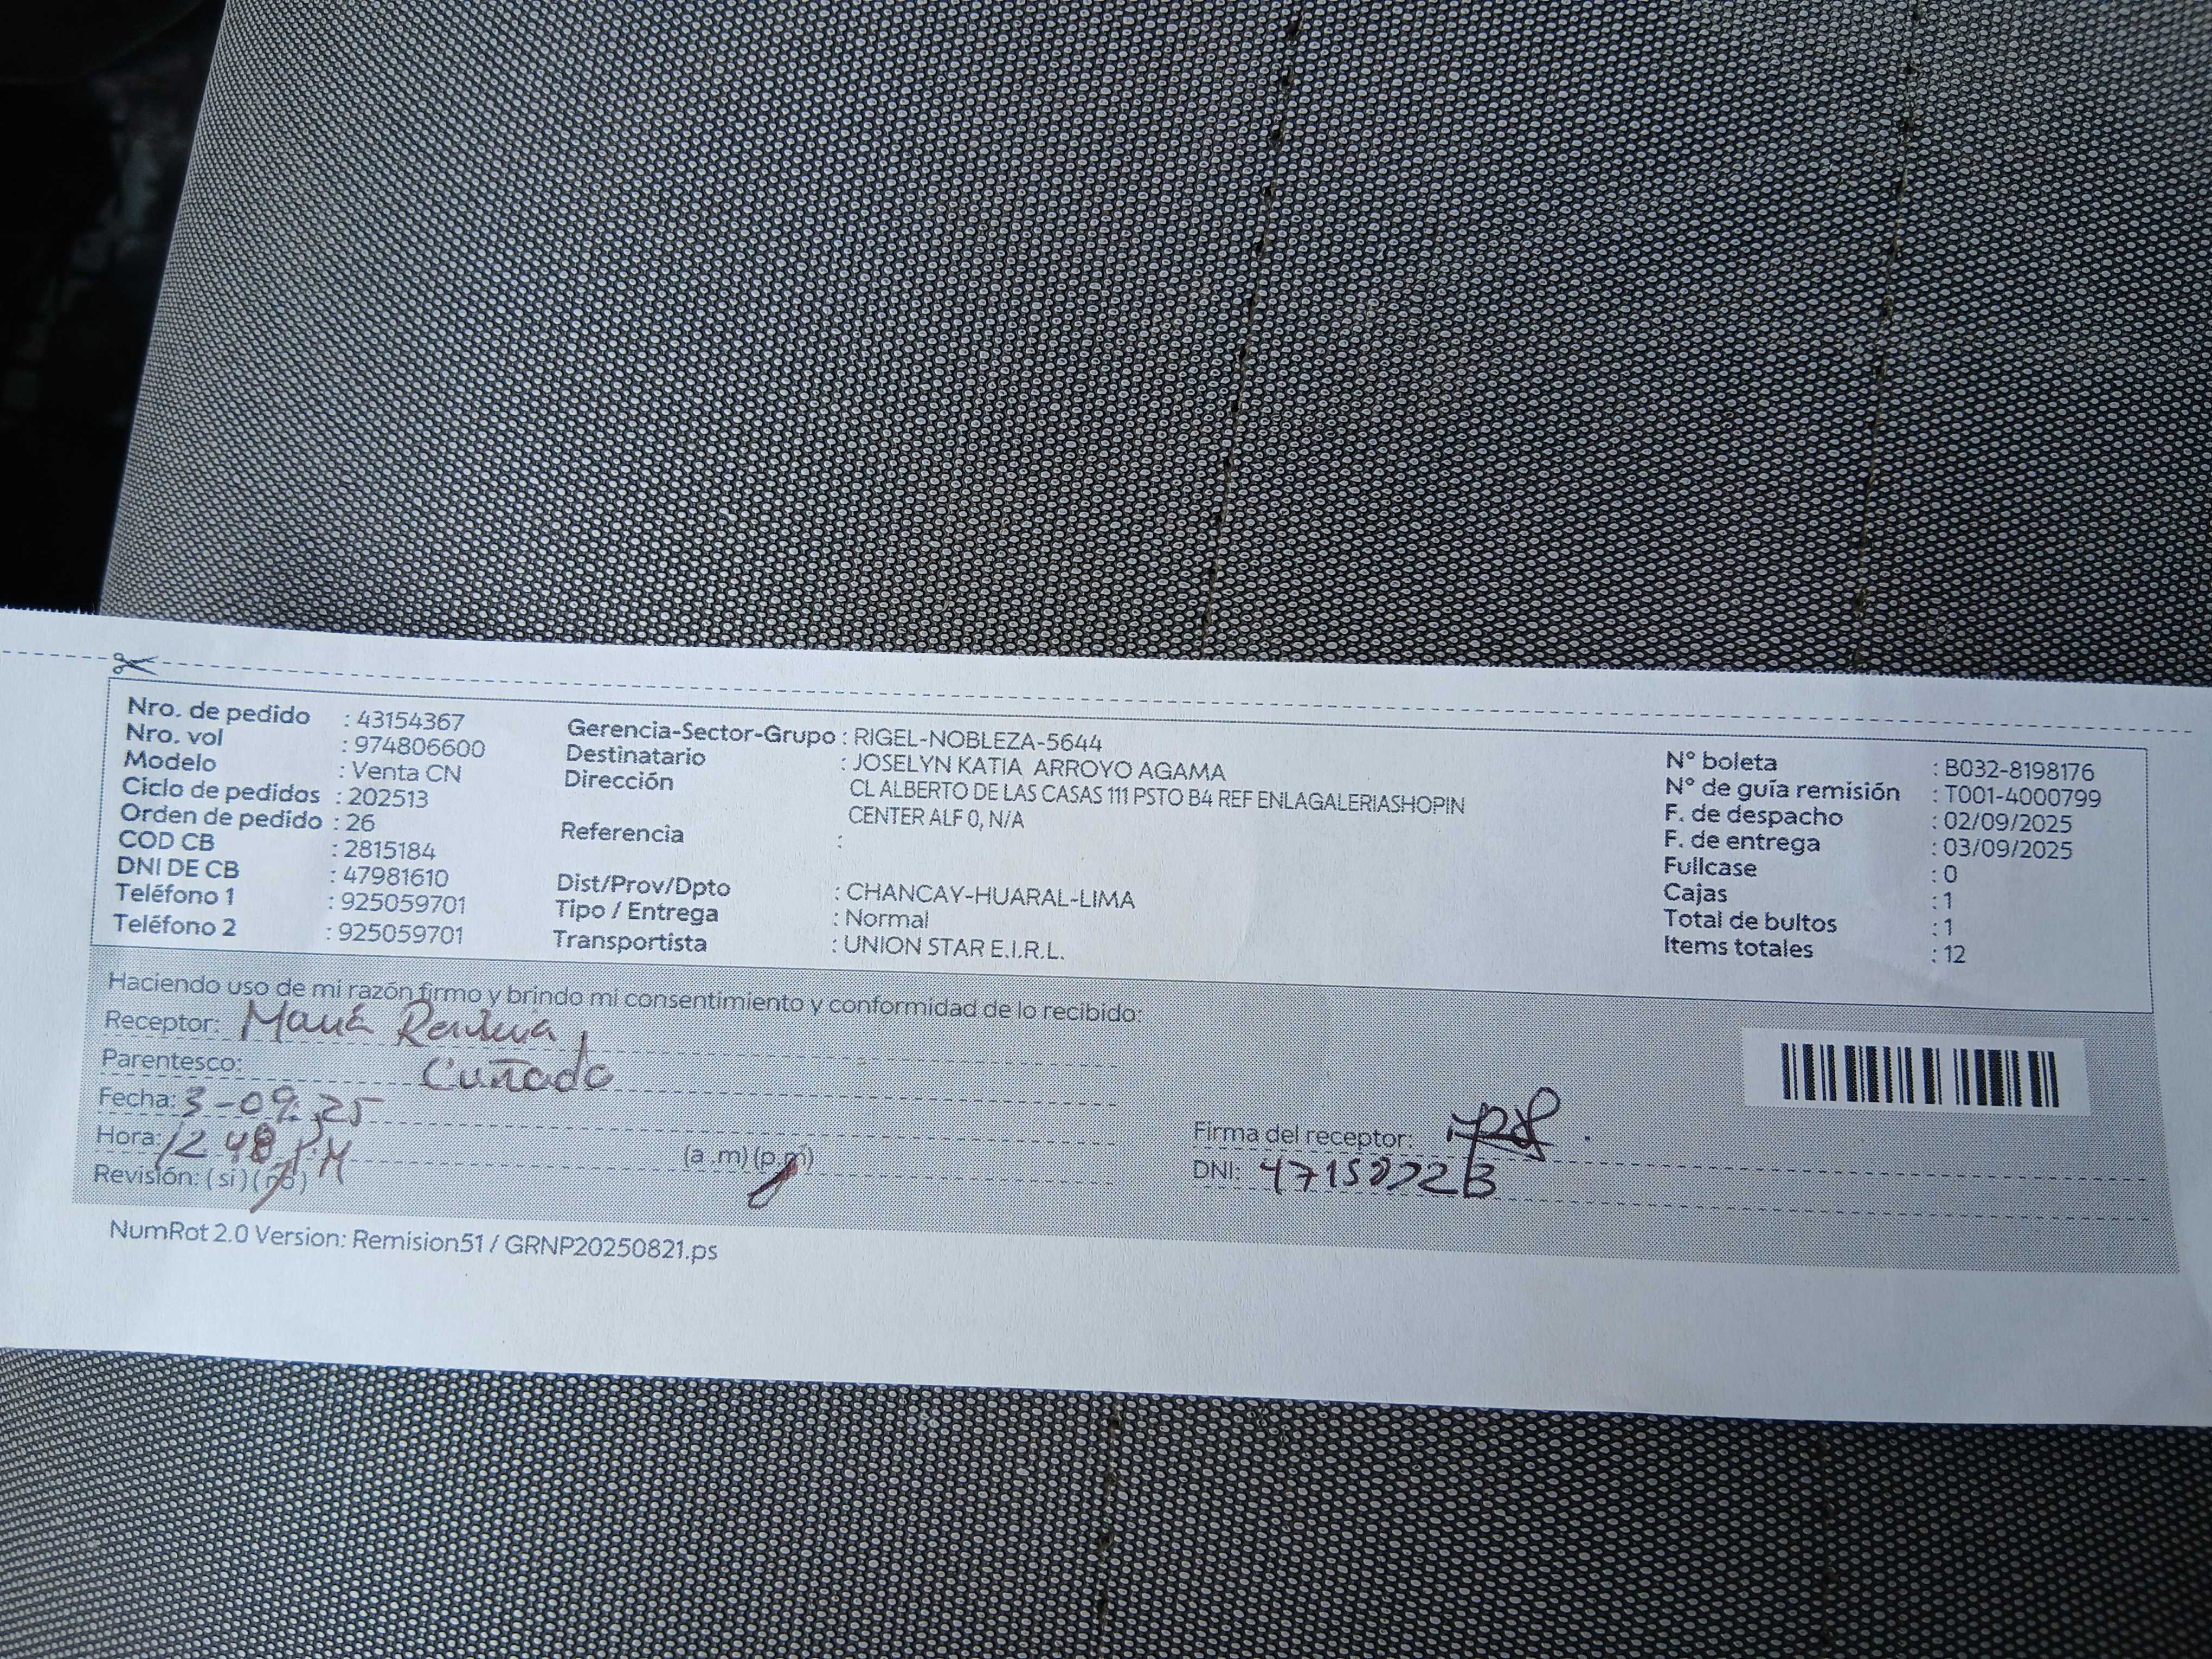 Nro. de pedido : 43154367
Nro. vol : 974806600
Modelo : Venta CN
Ciclo de pedidos : 202513
Orden de pedido : 26
COD CB : 2815184
DNI DE CB : 47981610
Teléfono 1 : 925059701
Teléfono 2 : 925059701
Gerencia-Sector-Grupo : RIGEL-NOBLEZA-5644
Destinatario : JOSELYN KATIA ARROYO AGAMA
Dirección CL ALBERTO DE LAS CASAS 111 PSTO B4 REF ENLAGALERIASHOPIN
CENTER ALF 0, N/A
Referencia :
Dist/Prov/Dpto : CHANCAY-HUARAL-LIMA
Tipo / Entrega : Normal
Transportista : UNION STAR E.I.R.L.
N° boleta : B032-8198176
N° de guía remisión : T001-4000799
F. de despacho : 02/09/2025
F. de entrega : 03/09/2025
Fullcase : 0
Cajas : 1
Total de bultos : 1
Items totales : 12
Haciendo uso de mi razón firmo y brindo mi consentimiento y conformidad de lo recibido:
Receptor:
Parentesco: Cuñado
Fecha: 3-09-25
Hora: 12 48 P.M (a .m) (p.m)
Revisión: (si) (no)
Firma del receptor:
DNI:
NumRot 2.0 Version: Remision51 / GRNP20250821.ps